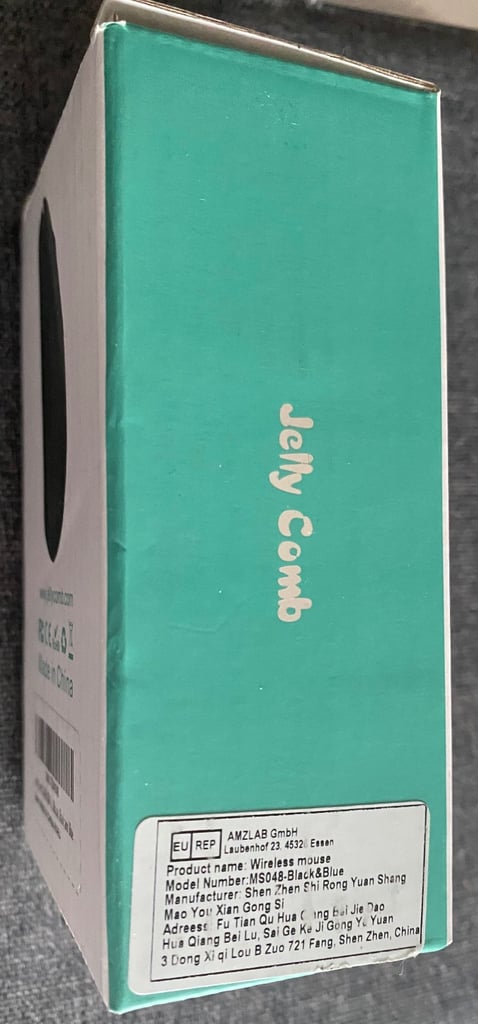 Jelly Comb
www.jellycomb.com
Made in China
EU REP
AMZLAB GmbH
Laubenhof 23, Essen
Product name: Wireless mouse
Model Number:MS048-Black&Blue
Manufacturer: Shen Zhen Shi Rong Yuan Shang
Mao You Xian Gong Si
Adreess: Fu Tian Qu Hua Bei Jie Dao
Hua Qiang Bei Lu, Sai Ge Ke Ji Gong Ye Yuan
3 Dong Xi qi Lou B Zuo 721 Fang, Shen Zhen, China